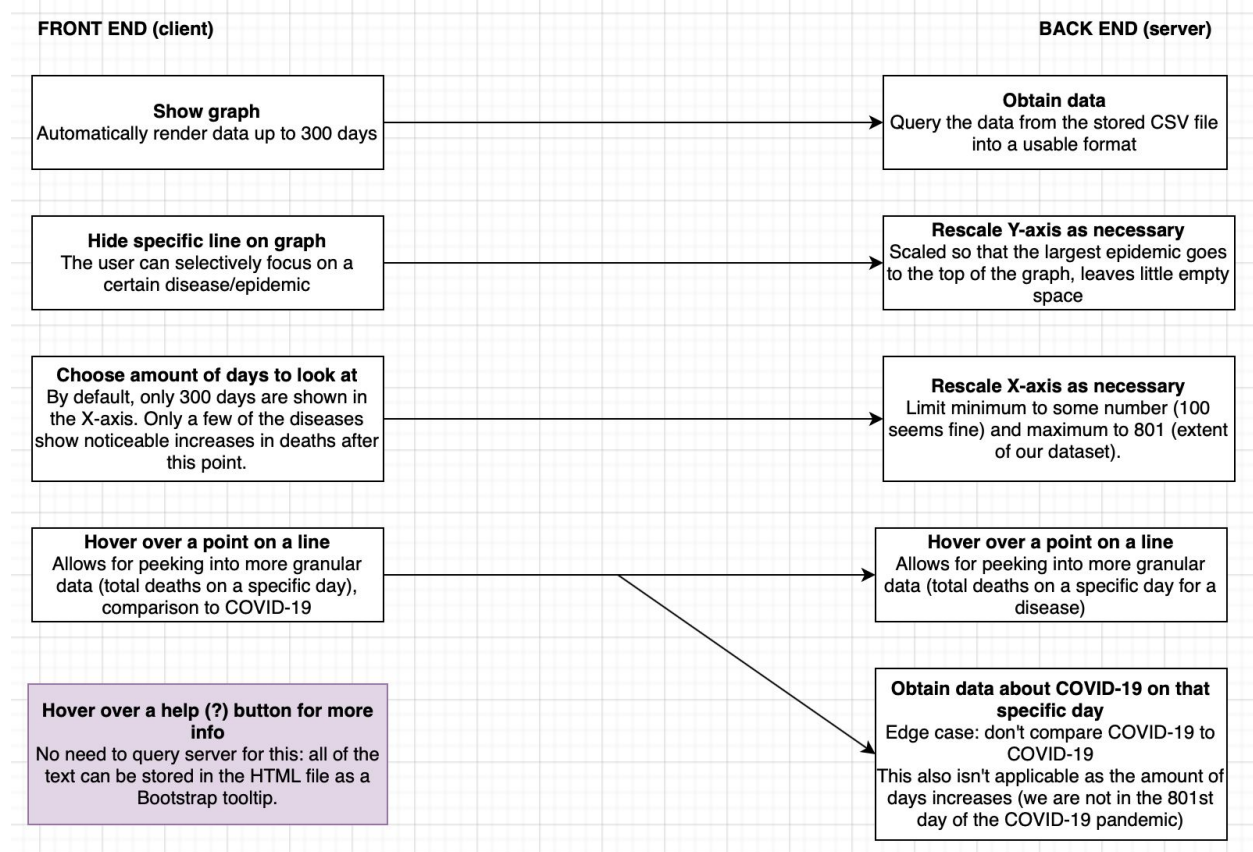 FRONT END (client)
BACK END (server)
Show graph
Automatically render data up to 300 days
Obtain data
Query the data from the stored CSV file
into a usable format
Hide specific line on graph
The user can selectively focus on a
certain disease/epidemic
Rescale Y-axis as necessary
Scaled so that the largest epidemic goes
to the top of the graph, leaves little empty
space
Choose amount of days to look at
By default, only 300 days are shown in
the X-axis. Only a few of the diseases
show noticeable increases in deaths after
this point.
Rescale X-axis as necessary
Limit minimum to some number (100
seems fine) and maximum to 801 (extent
of our dataset).
Hover over a point on a line
Allows for peeking into more granular
data (total deaths on a specific day),
comparison to COVID-19
Hover over a point on a line
Allows for peeking into more granular
data (total deaths on a specific day for a
disease)
Hover over a help (?) button for more
info
No need to query server for this: all of the
text can be stored in the HTML file as a
Bootstrap tooltip.
Obtain data about COVID-19 on that
specific day
Edge case: don't compare COVID-19 to
COVID-19
This also isn't applicable as the amount of
days increases (we are not in the 801st
day of the COVID-19 pandemic)